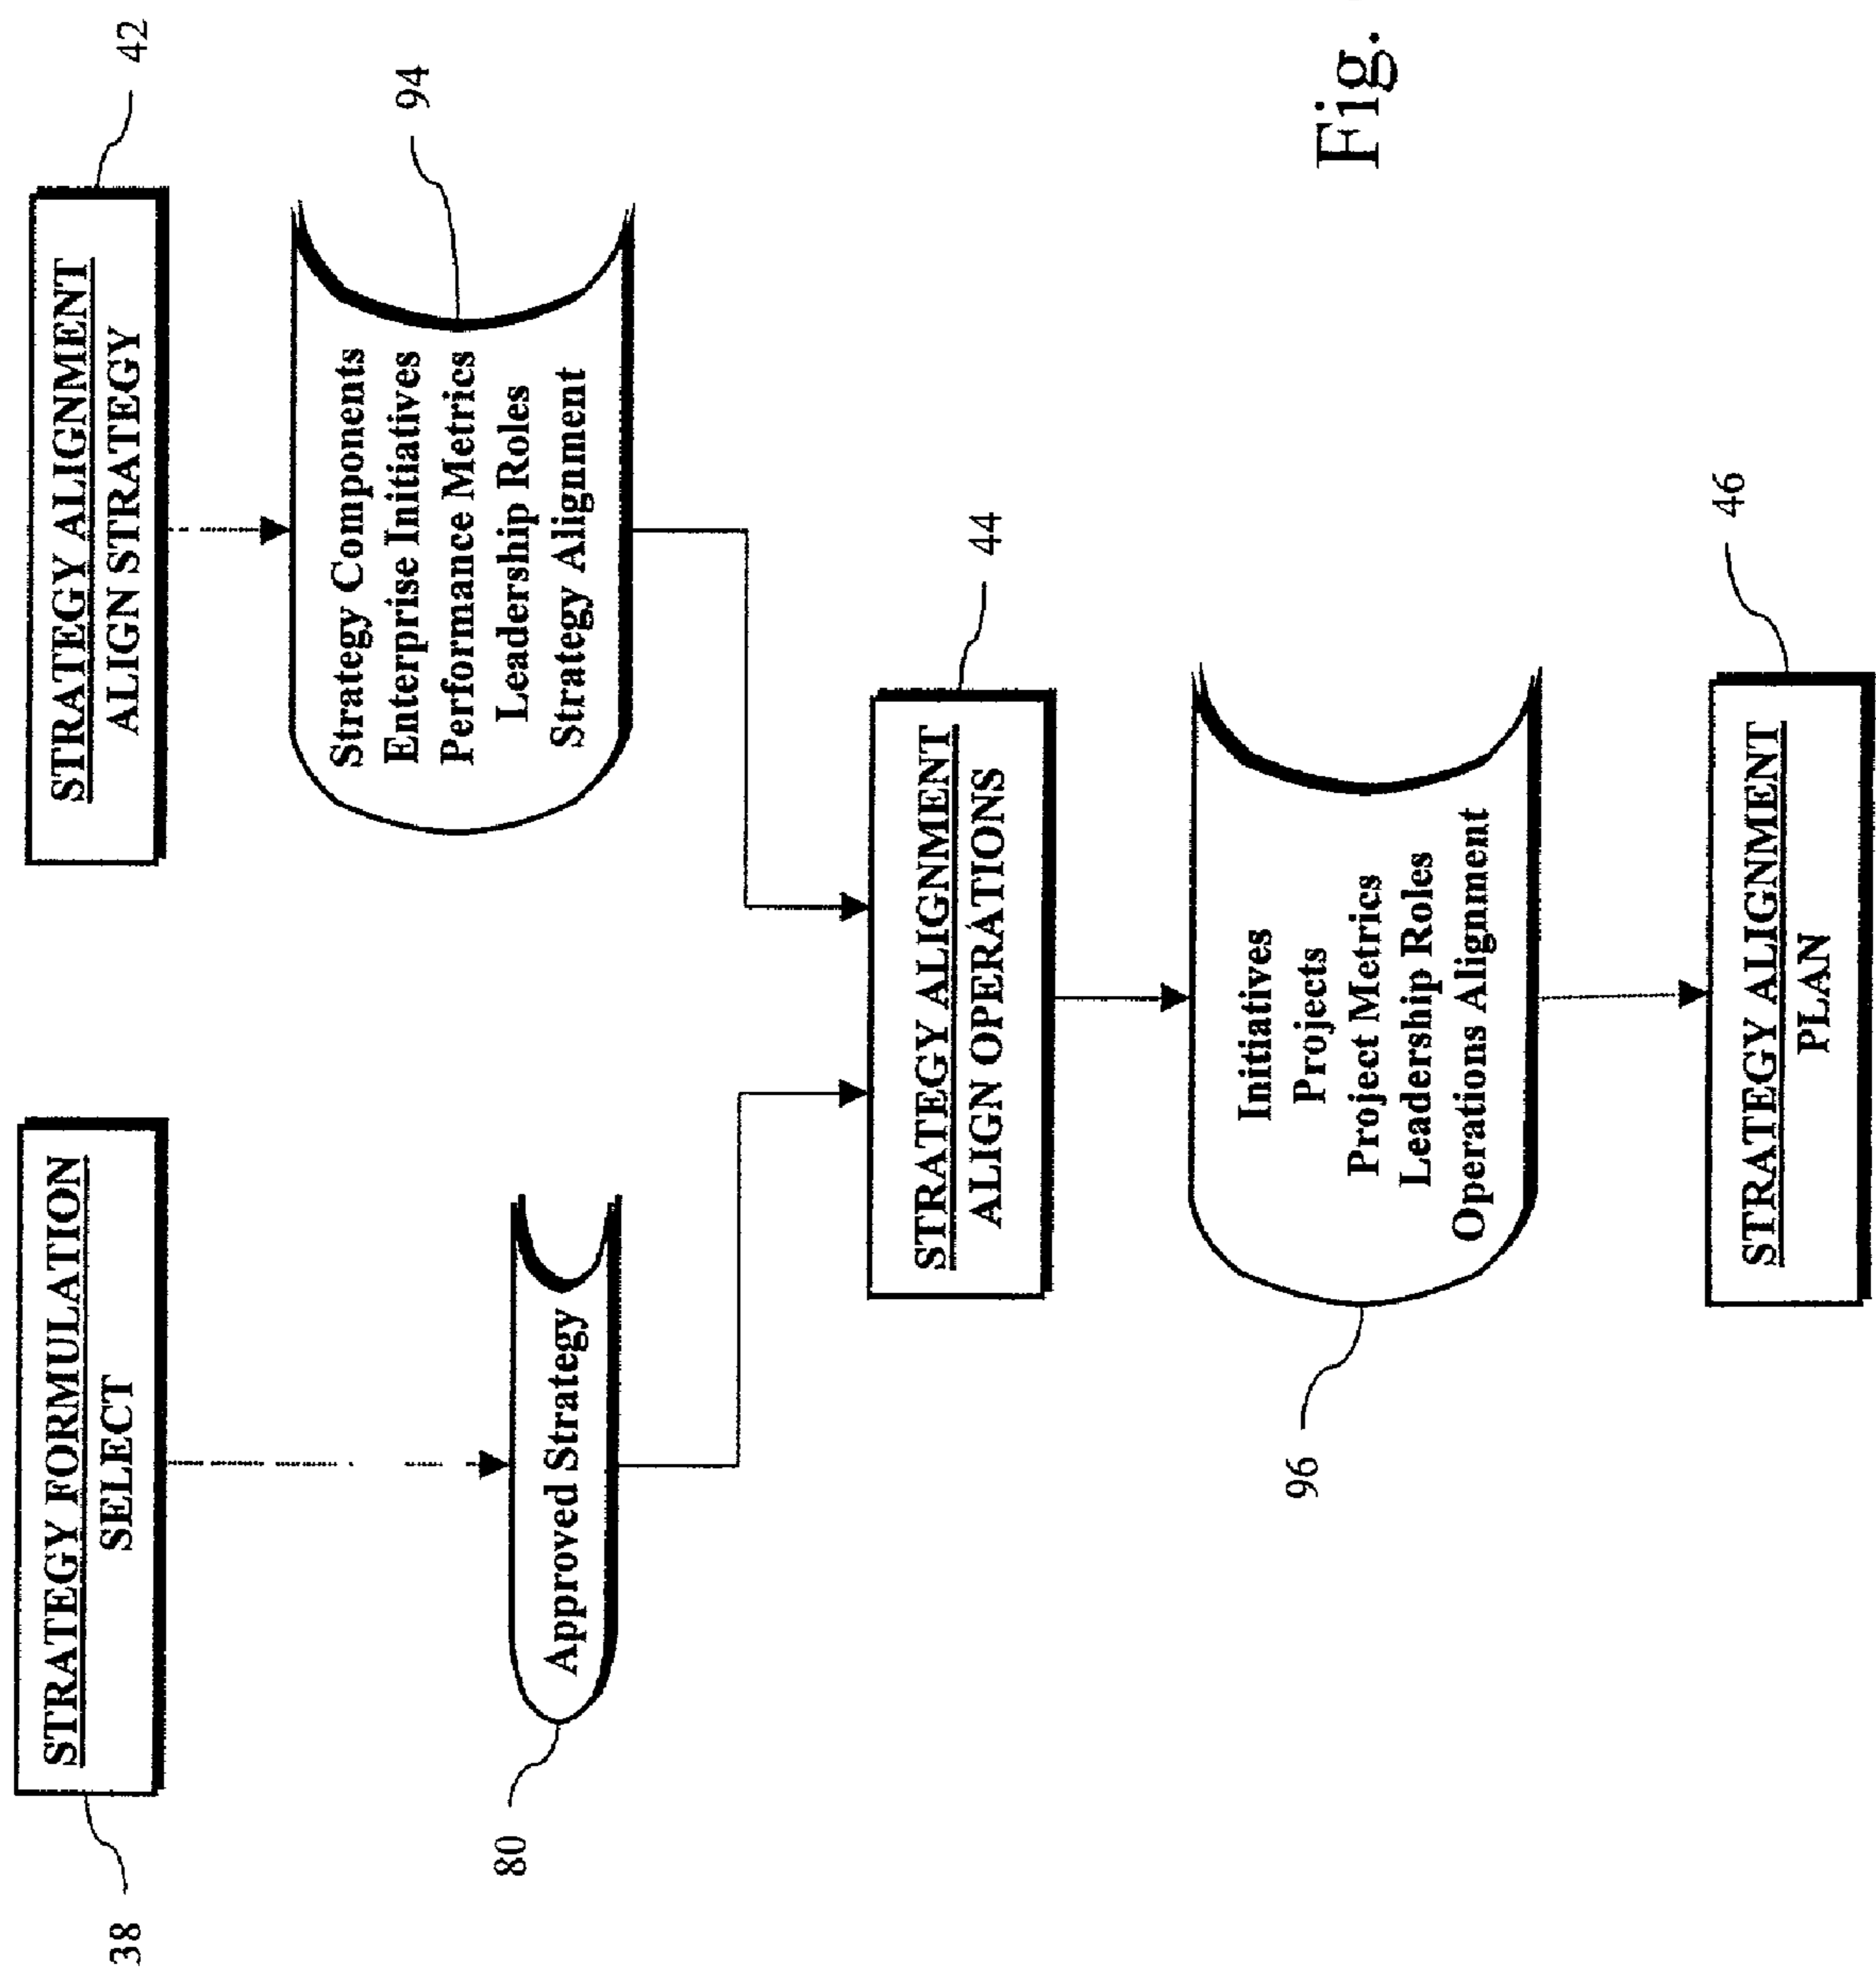 38
STRATEGY FORMULATION
SELECT
STRATEGY ALIGNMENT
ALIGN STRATEGY
42
80
Approved Strategy
Strategy Components
Enterprise Initiatives
Performance Metrics
Leadership Roles
Strategy Alignment
94
STRATEGY ALIGNMENT
ALIGN OPERATIONS
44
96
Initiatives
Projects
Project Metrics
Leadership Roles
Operations Alignment
STRATEGY ALIGNMENT
PLAN
46
Fig.